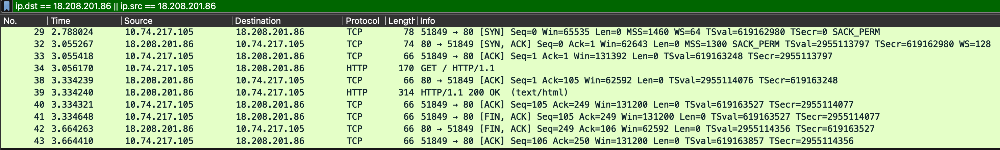 ip.dst == 18.208.201.86 || ip.src == 18.208.201.86
No. Time Source Destination Protocol Length Info
29 2.788024 10.74.217.105 18.208.201.86 TCP 78 51849 → 80 [SYN] Seq=0 Win=65535 Len=0 MSS=1460 WS=64 TSval=619162980 TSecr=0 SACK_PERM
32 3.055267 18.208.201.86 10.74.217.105 TCP 74 80 → 51849 [SYN, ACK] Seq=0 Ack=1 Win=62643 Len=0 MSS=1300 SACK_PERM TSval=2955113797 TSecr=619162980 WS=128
33 3.055418 10.74.217.105 18.208.201.86 TCP 66 51849 → 80 [ACK] Seq=1 Ack=1 Win=131392 Len=0 TSval=619163248 TSecr=2955113797
34 3.056170 10.74.217.105 18.208.201.86 HTTP 170 GET / HTTP/1.1
38 3.334239 18.208.201.86 10.74.217.105 TCP 66 80 → 51849 [ACK] Seq=1 Ack=105 Win=62592 Len=0 TSval=2955114076 TSecr=619163248
39 3.334240 18.208.201.86 10.74.217.105 HTTP 314 HTTP/1.1 200 OK (text/html)
40 3.334321 10.74.217.105 18.208.201.86 TCP 66 51849 → 80 [ACK] Seq=105 Ack=249 Win=131200 Len=0 TSval=619163527 TSecr=2955114077
41 3.334648 10.74.217.105 18.208.201.86 TCP 66 51849 → 80 [FIN, ACK] Seq=105 Ack=249 Win=131200 Len=0 TSval=619163527 TSecr=2955114077
42 3.664263 18.208.201.86 10.74.217.105 TCP 66 80 → 51849 [FIN, ACK] Seq=249 Ack=106 Win=62592 Len=0 TSval=2955114356 TSecr=619163527
43 3.664410 10.74.217.105 18.208.201.86 TCP 66 51849 → 80 [ACK] Seq=106 Ack=250 Win=131200 Len=0 TSval=619163857 TSecr=2955114356